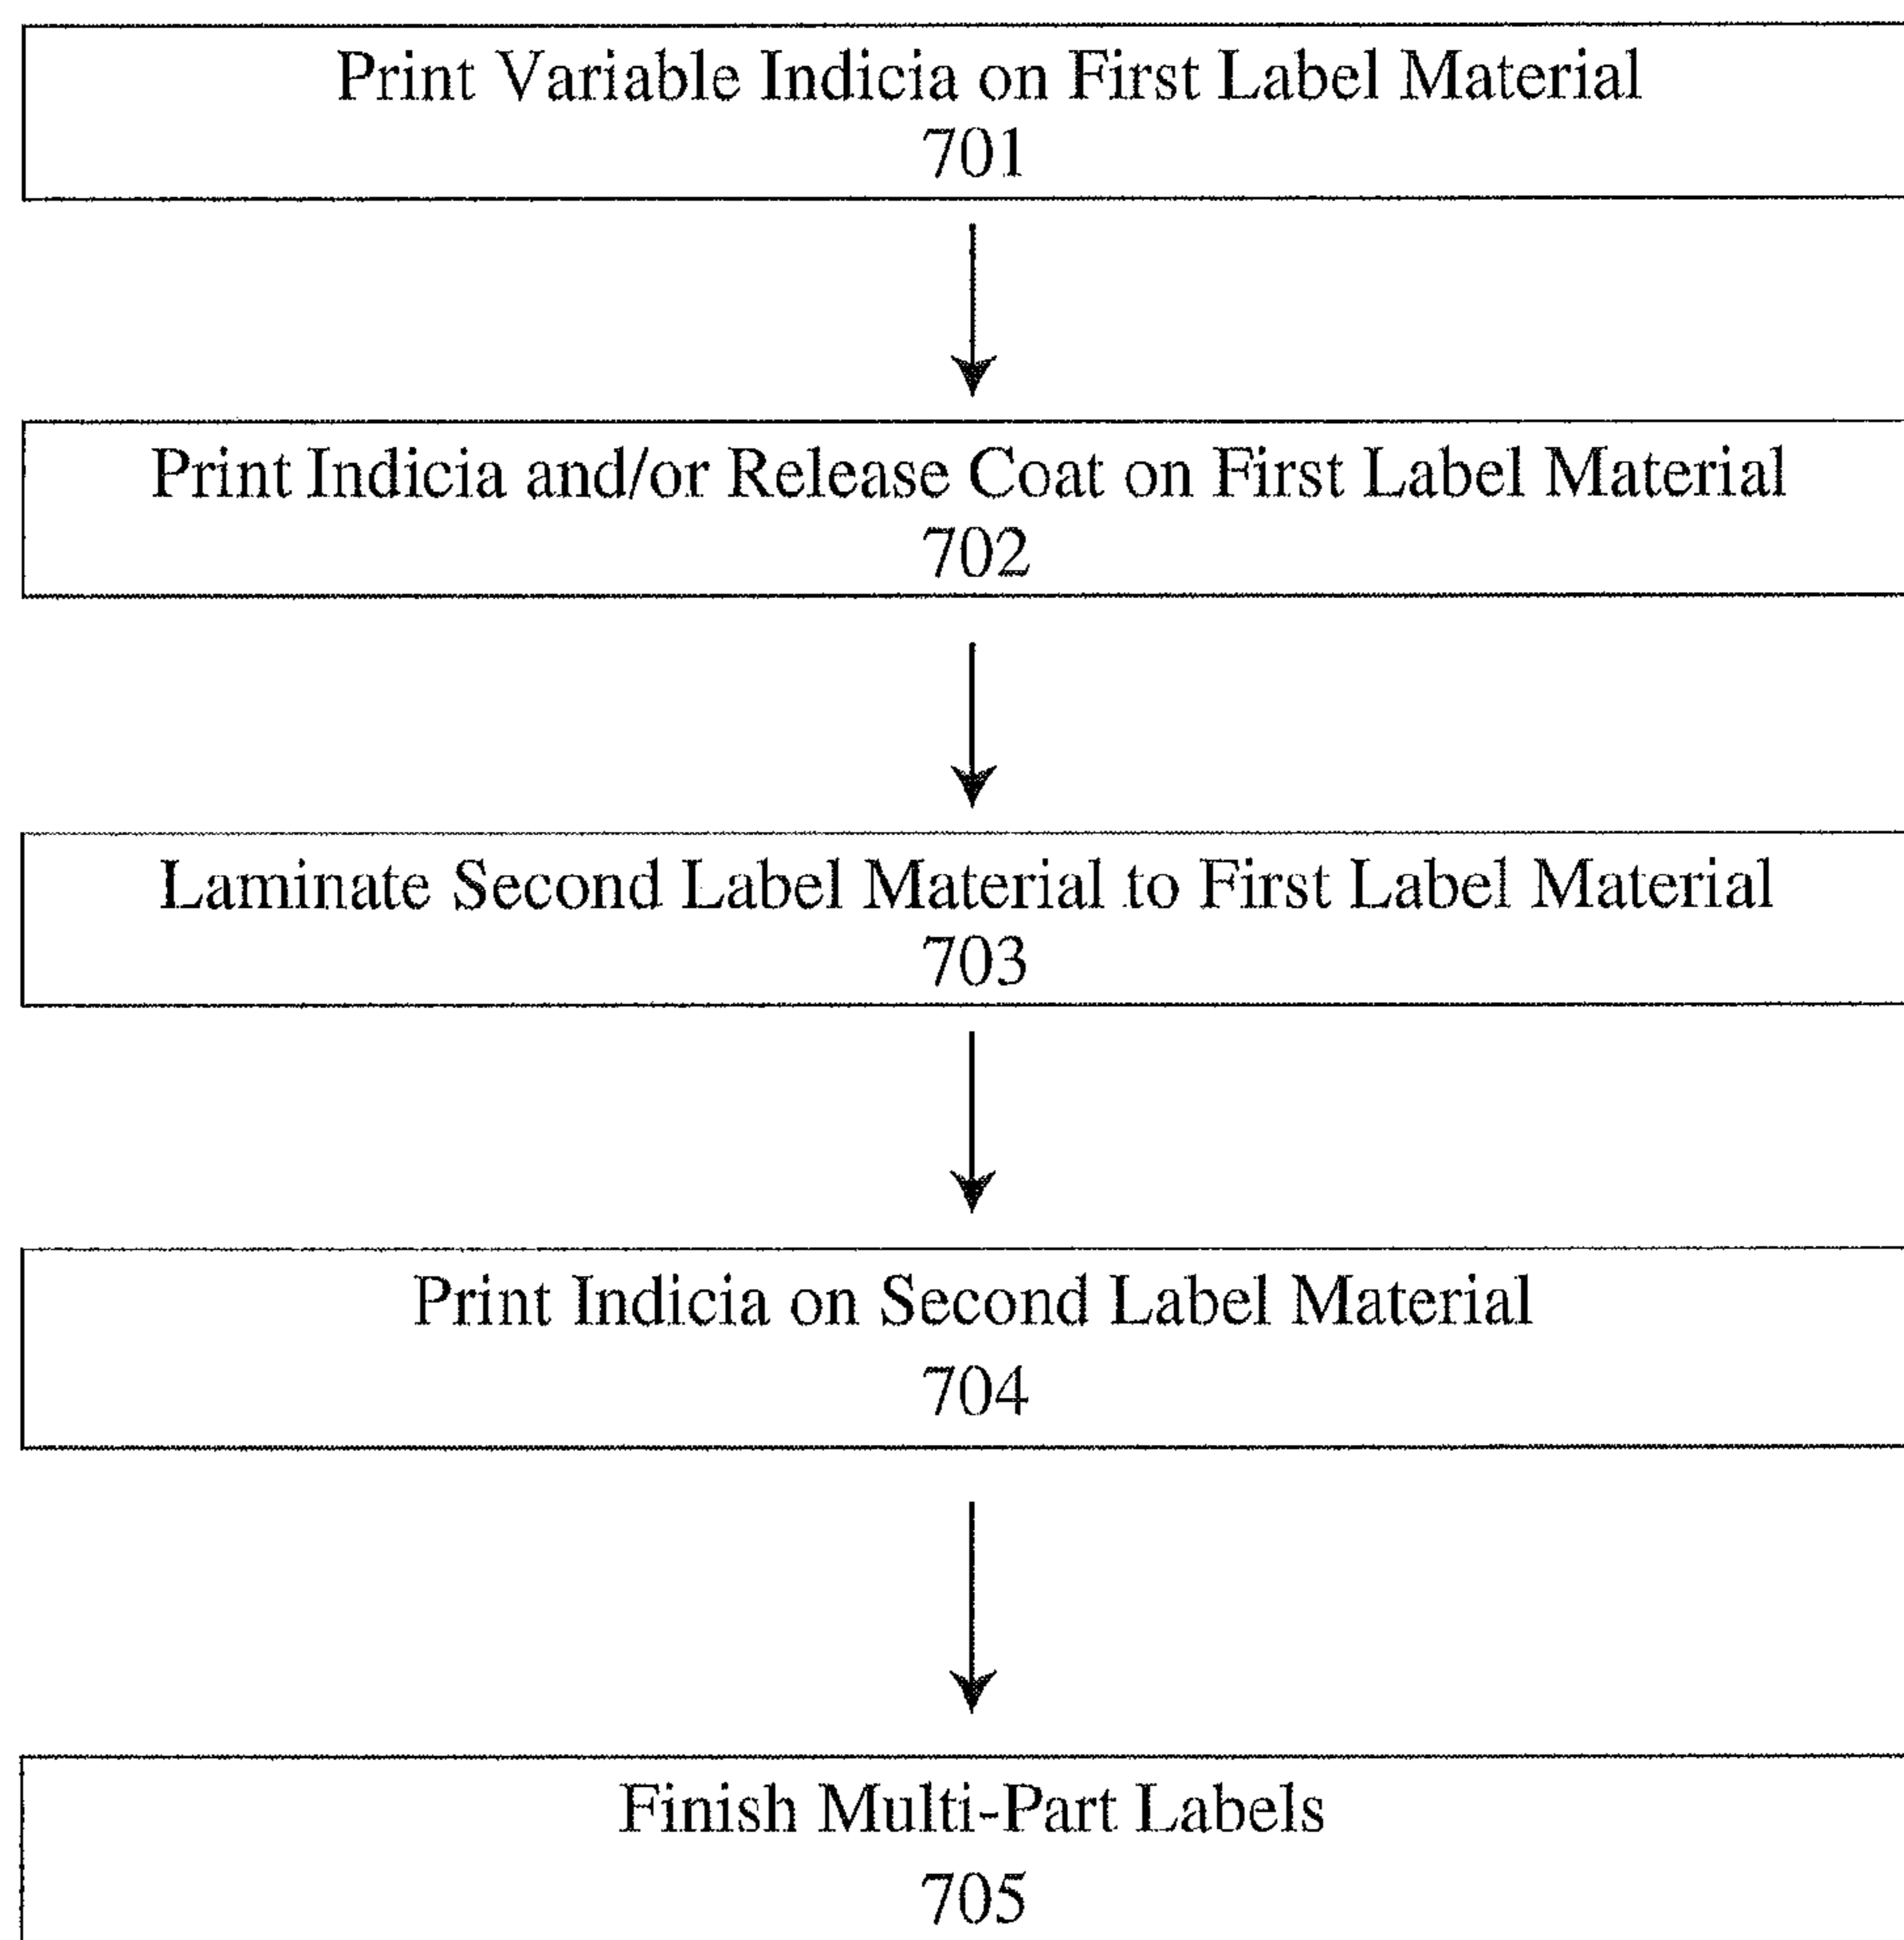 Print Variable Indicia on First Label Material
701
Print Indicia and/or Release Coat on First Label Material
702
Laminate Second Label Material to First Label Material
703
Print Indicia on Second Label Material
704
Finish Multi-Part Labels
705